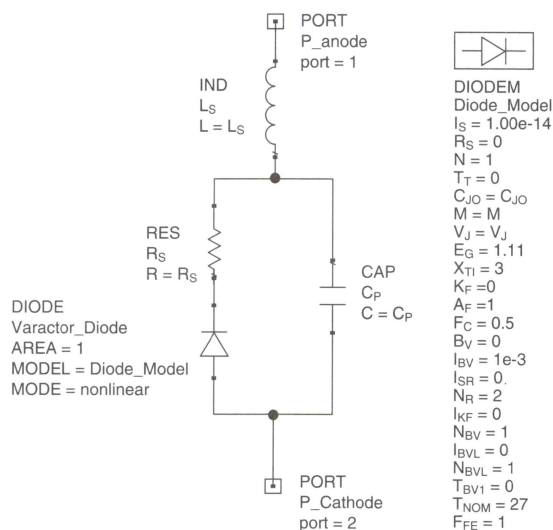 PORT
P_anode
port = 1
IND
LS
L = LS
RES
RS
R = RS
CAP
CP
C = CP
DIODE
Varactor_Diode
AREA = 1
MODEL = Diode_Model
MODE = nonlinear
PORT
P_Cathode
port = 2
DIODEM
Diode_Model
IS = 1.00e-14
RS = 0
N = 1
TT = 0
CJO = CJO
M = M
VJ = VJ
EG = 1.11
XTI = 3
KF =0
AF =1
FC = 0.5
BV = 0
IBV = 1e-3
ISR = 0.
NR = 2
IKF = 0
NBV = 1
IBVL = 0
NBVL = 1
TBV1 = 0
TNOM = 27
FFE = 1